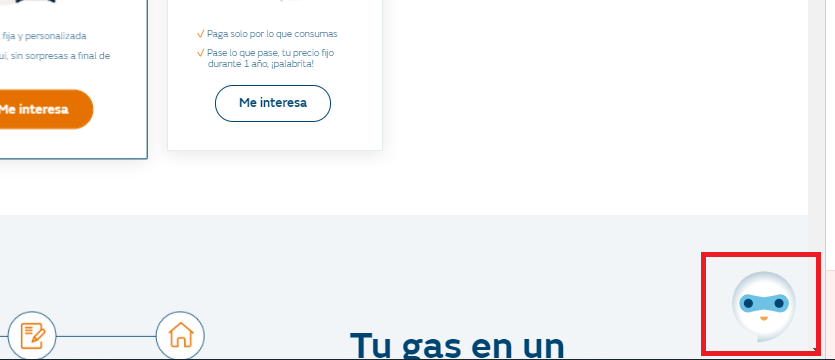 fija y personalizada
uí, sin sorpresas a final de
Me interesa
✓ Paga solo por lo que consumas
✓ Pase lo que pase, tu precio fijo
durante 1 año, ¡palabrita!
Me interesa
Tu gas en un